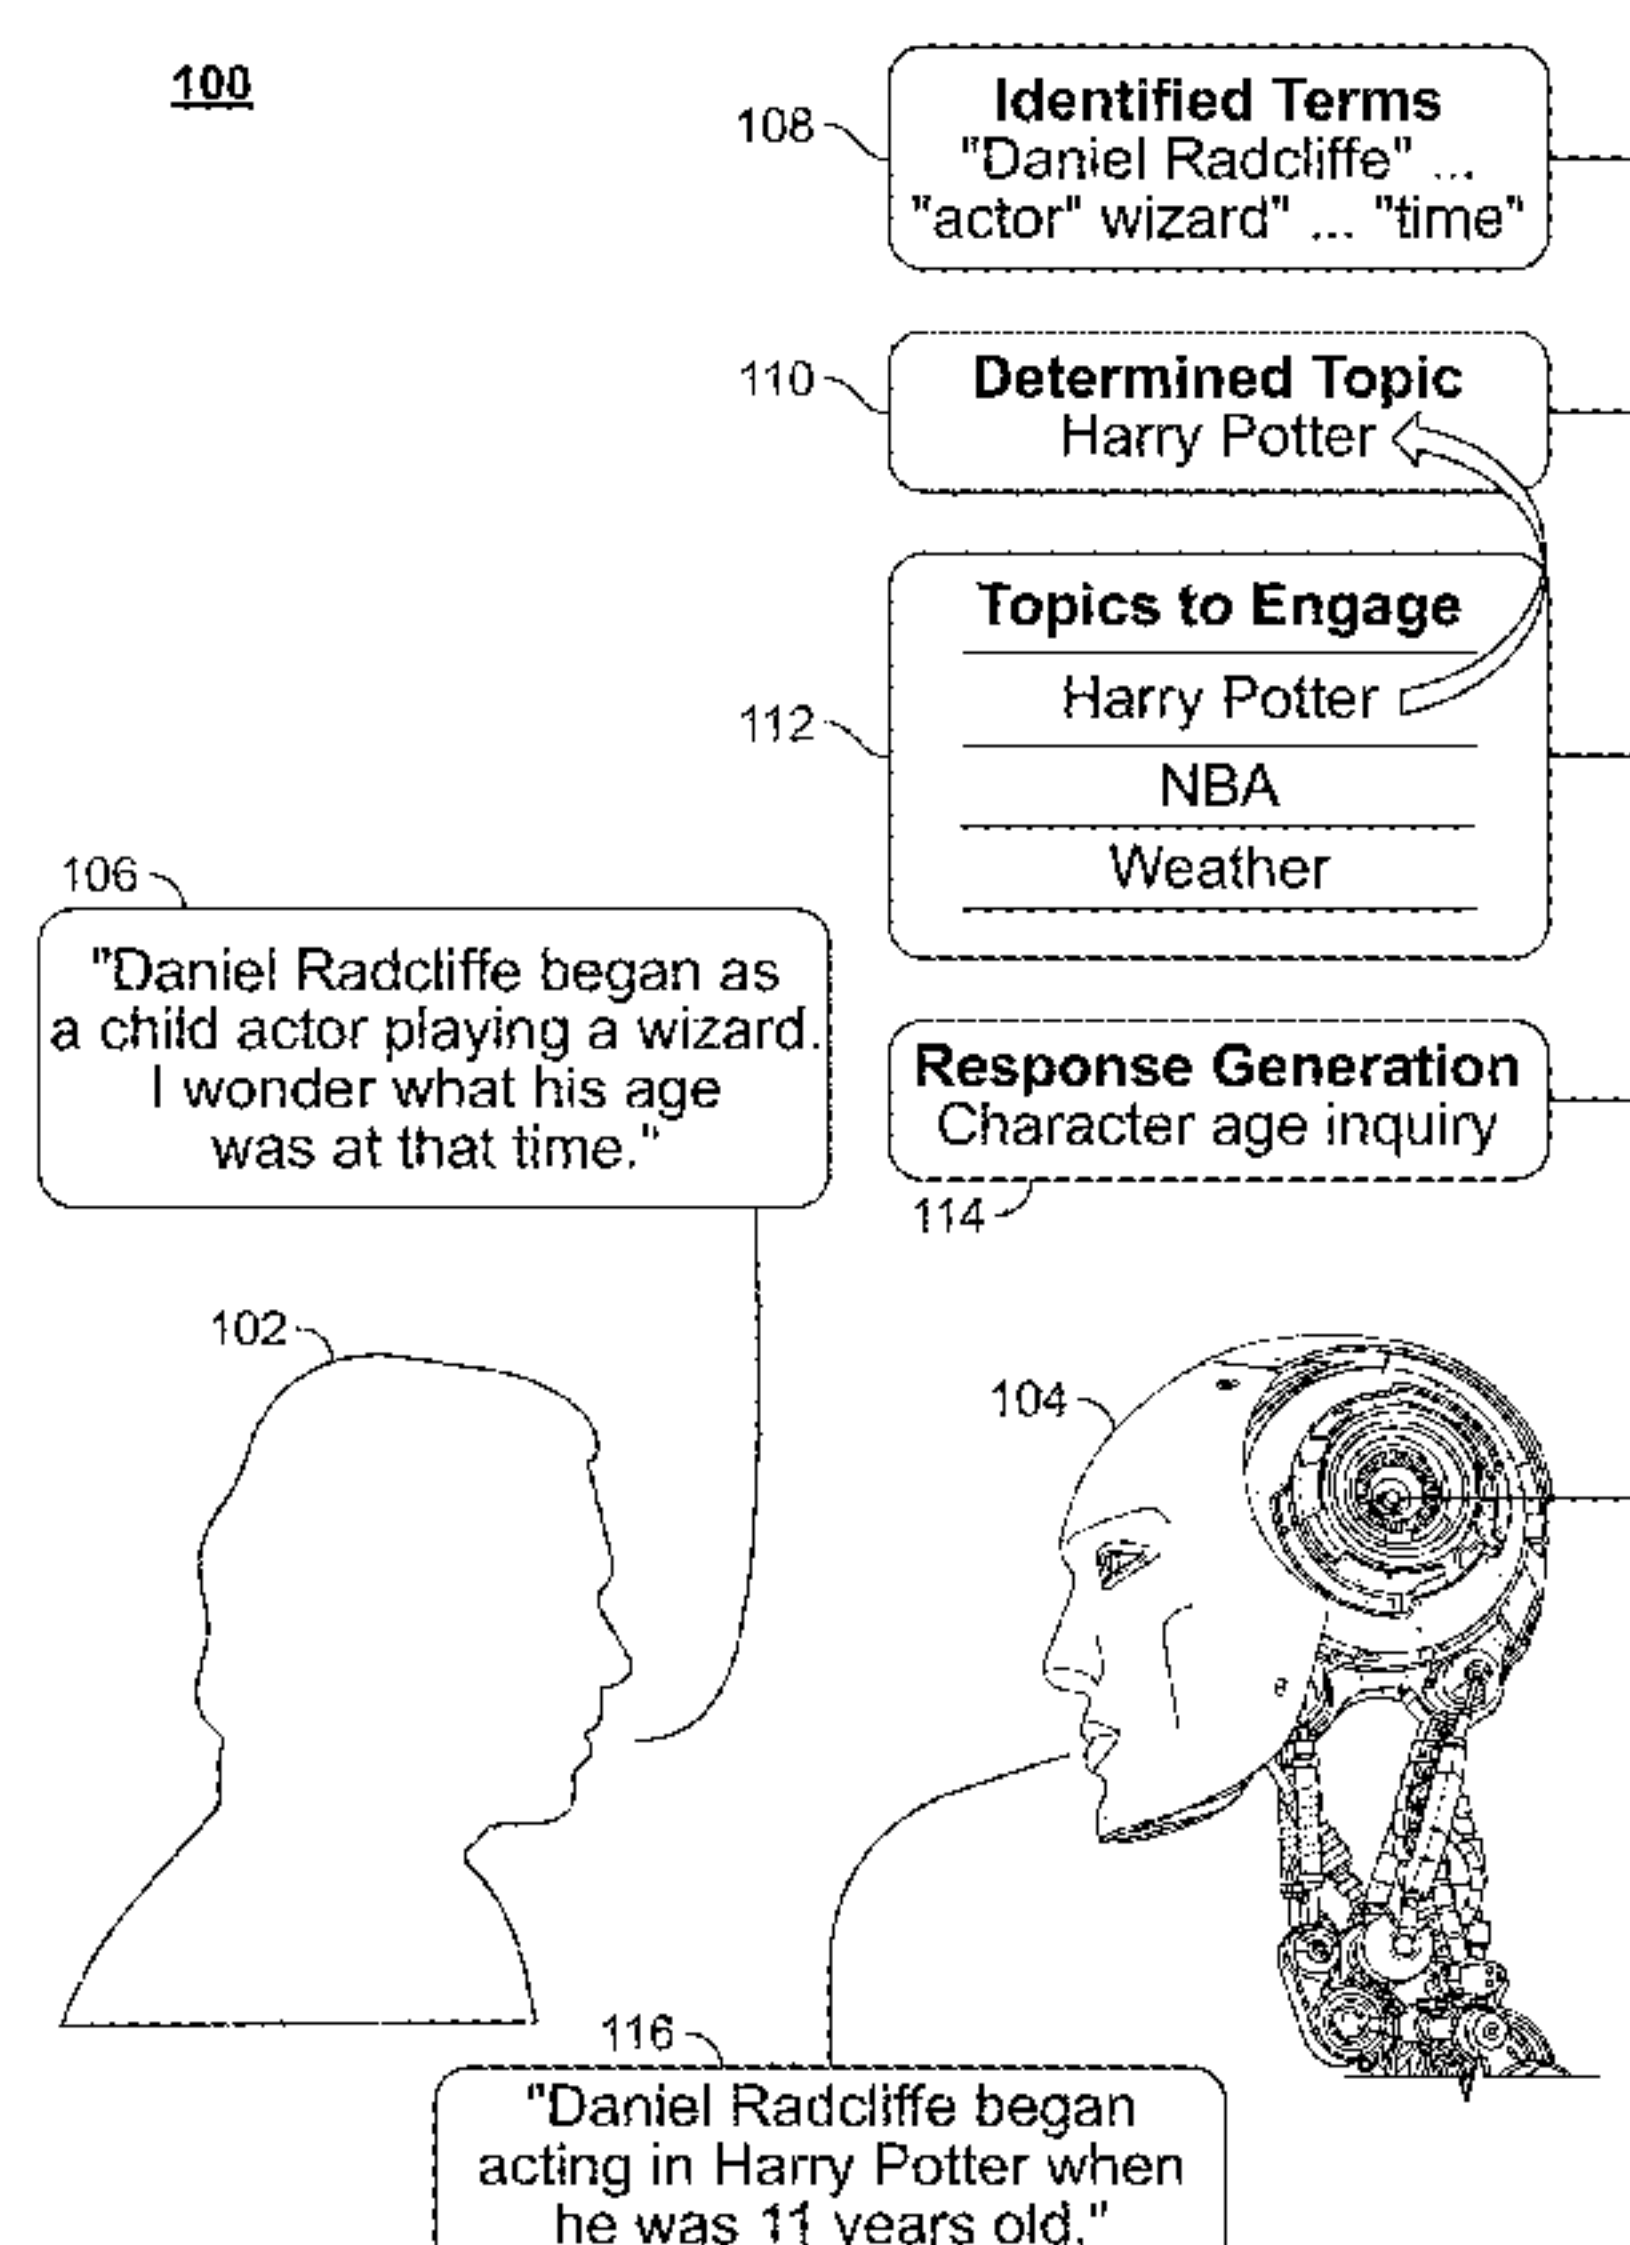 100
108
Identified Terms
"Daniel Radcliffe" ...
"actor" wizard" ... "time"
110
Determined Topic
Harry Potter
112
Topics to Engage
Harry Potter
NBA
Weather
106
"Daniel Radcliffe began as
a child actor playing a wizard.
I wonder what his age
was at that time."
Response Generation
Character age inquiry
114
102
104
116
"Daniel Radcliffe began
acting in Harry Potter when
he was 11 years old."